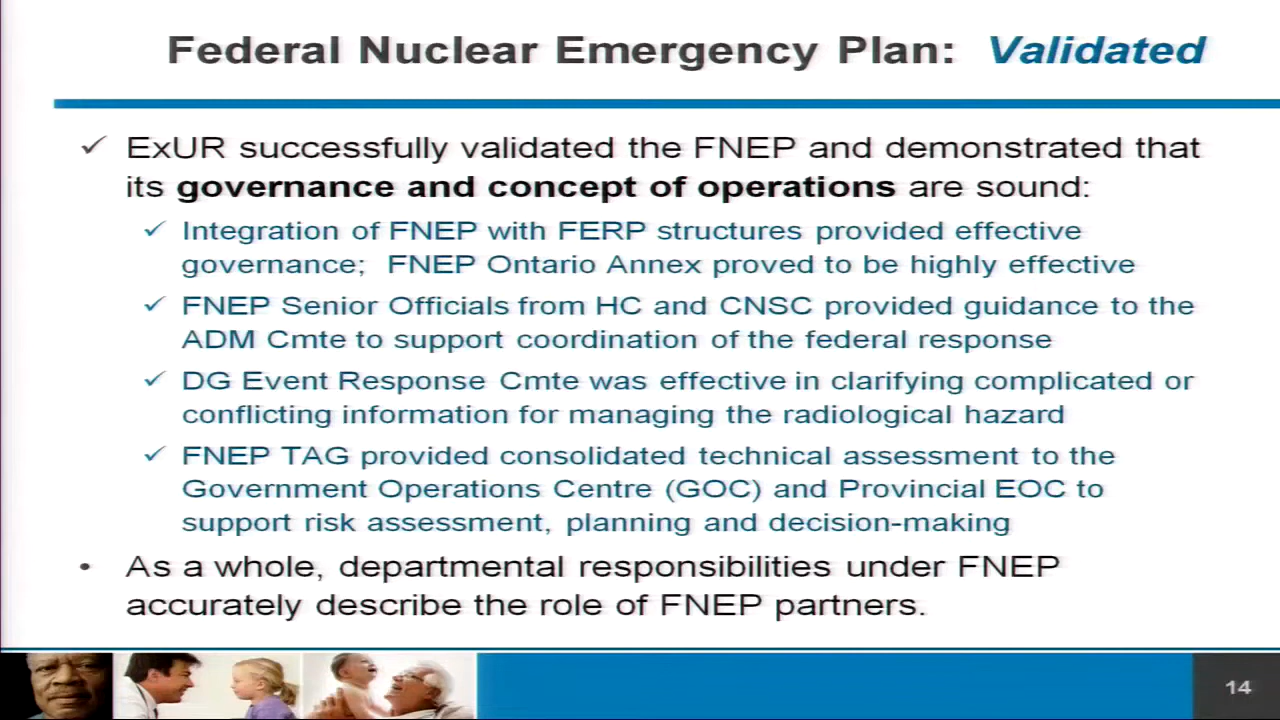 Federal Nuclear Emergency Plan: Validated
✓ ExUR successfully validated the FNEP and demonstrated that
its governance and concept of operations are sound:
✓ Integration of FNEP with FERP structures provided effective
governance; FNEP Ontario Annex proved to be highly effective
✓ FNEP Senior Officials from HC and CNSC provided guidance to the
ADM Cmte to support coordination of the federal response
✓ DG Event Response Cmte was effective in clarifying complicated or
conflicting information for managing the radiological hazard
✓ FNEP TAG provided consolidated technical assessment to the
Government Operations Centre (GOC) and Provincial EOC to
support risk assessment, planning and decision-making
• As a whole, departmental responsibilities under FNEP
accurately describe the role of FNEP partners.
14